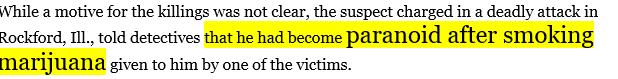 While a motive for the killings was not clear, the suspect charged in a deadly attack in
Rockford, Ill., told detectives that he had become paranoid after smoking
marijuana given to him by one of the victims.